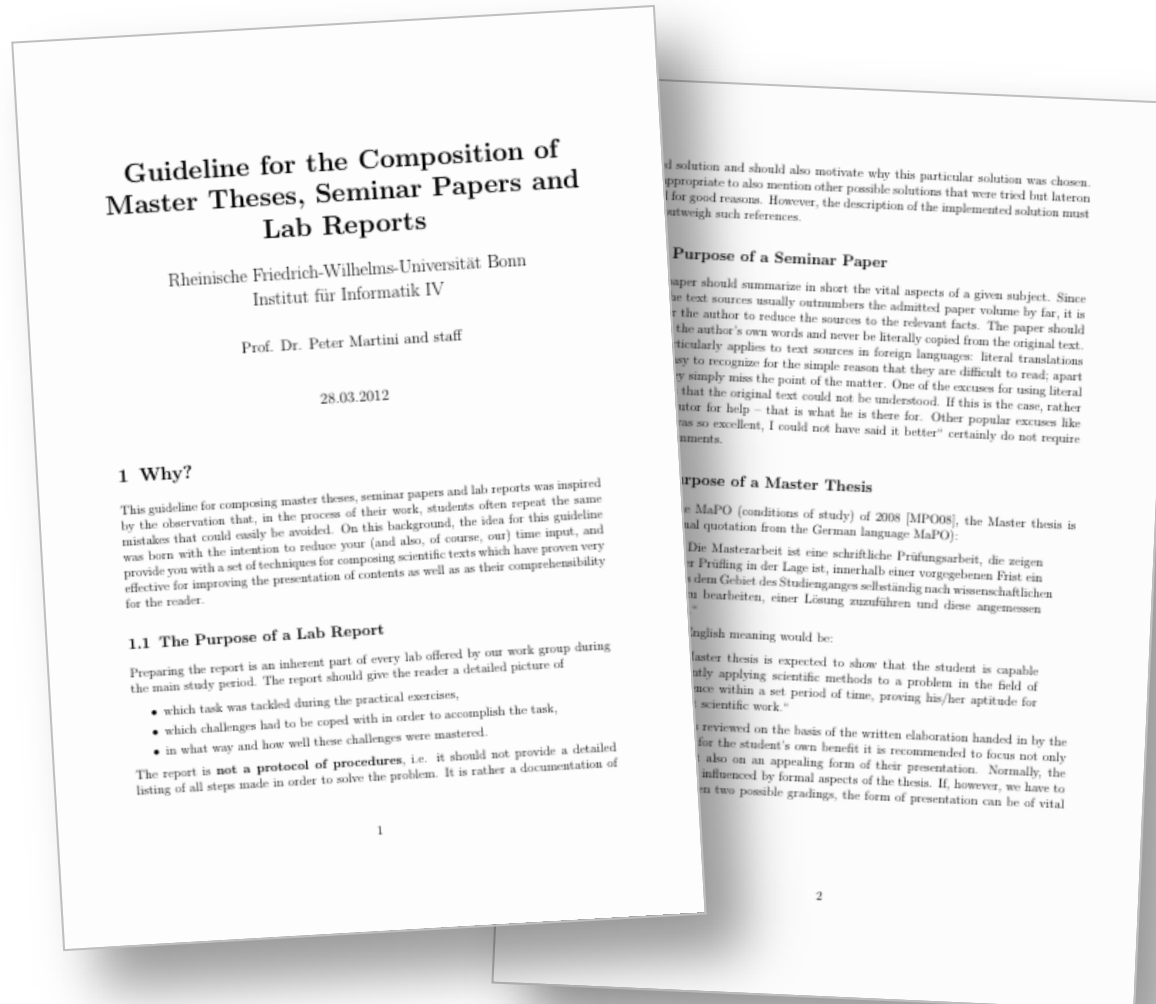 Guideline for the Composition of
Master Theses, Seminar Papers and
Lab Reports
Rheinische Friedrich-Wilhelms-Universität Bonn
Institut für Informatik IV
Prof. Dr. Peter Martini and staff
28.03.2012
1 Why?
This guideline for composing master theses, seminar papers and lab reports was inspired
by the observation that, in the process of their work, students often repeat the same
mistakes that could easily be avoided. On this background, the idea for this guideline
was born with the intention to reduce your (and also, of course, our) time input, and
provide you with a set of techniques for composing scientific texts which have proven very
effective for improving the presentation of contents as well as as their comprehensibility
for the reader.
1.1 The Purpose of a Lab Report
Preparing the report is an inherent part of every lab offered by our work group during
the main study period. The report should give the reader a detailed picture of
• which task was tackled during the practical exercises,
• which challenges had to be coped with in order to accomplish the task,
• in what way and how well these challenges were mastered.
The report is not a protocol of procedures, i.e. it should not provide a detailed
listing of all steps made in order to solve the problem. It is rather a documentation of
1
solution and should also motivate why this particular solution was chosen.
appropriate to also mention other possible solutions that were tried but lateron
for good reasons. However, the description of the implemented solution must
outweigh such references.
Purpose of a Seminar Paper
paper should summarize in short the vital aspects of a given subject. Since
text sources usually outnumbers the admitted paper volume by far, it is
the author to reduce the sources to the relevant facts. The paper should
the author's own words and never be literally copied from the original text.
applies to text sources in foreign languages: literal translations
to recognize for the simple reason that they are difficult to read; apart
simply miss the point of the matter. One of the excuses for using literal
that the original text could not be understood. If this is the case, rather
for help – that is what he is there for. Other popular excuses like
so excellent, I could not have said it better“ certainly do not require
Purpose of a Master Thesis
MaPO (conditions of study) of 2008 [MPO08], the Master thesis is
quotation from the German language MaPO):
Die Masterarbeit ist eine schriftliche Prüfungsarbeit, die zeigen
Prüfling in der Lage ist, innerhalb einer vorgegebenen Frist ein
dem Gebiet des Studienganges selbständig nach wissenschaftlichen
bearbeiten, einer Lösung zuzuführen und diese angemessen
English meaning would be:
Master thesis is expected to show that the student is capable
applying scientific methods to a problem in the field of
within a set period of time, proving his/her aptitude for
scientific work.“
reviewed on the basis of the written elaboration handed in by the
for the student's own benefit it is recommended to focus not only
also on an appealing form of their presentation. Normally, the
influenced by formal aspects of the thesis. If, however, we have to
two possible gradings, the form of presentation can be of vital
2